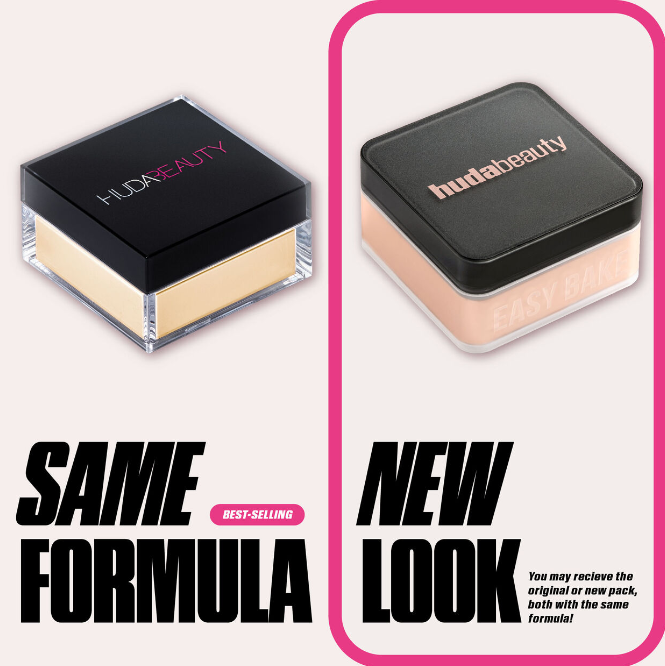 HUDABEAUTY
SAME
BEST-SELLING
FORMULA
hudabeauty
EASY BAKE
NEW
LOOK
You may recieve the
original or new pack,
both with the same
formula!